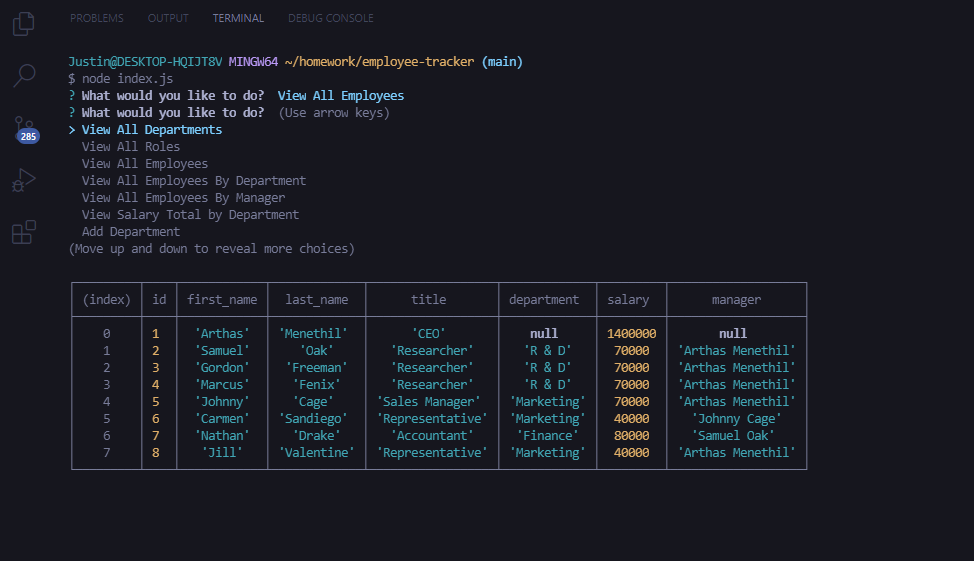 PROBLEMS OUTPUT TERMINAL DEBUG CONSOLE
Justin@DESKTOP-HQIJT8V MINGW64 ~/homework/employee-tracker (main)
$ node index.js
? What would you like to do? View All Employees
? What would you like to do? (Use arrow keys)
> View All Departments
285
View All Roles
View All Employees
View All Employees By Department
View All Employees By Manager
View Salary Total by Department
Add Department
(Move up and down to reveal more choices)
(index) id first_name last_name title department salary manager
0 1 'Arthas' 'Menethil' 'CEO' null 1400000 null
1 2 'Samuel' 'Oak' 'Researcher' 'R & D' 70000 'Arthas Menethil'
2 3 'Gordon' 'Freeman' 'Researcher' 'R & D' 70000 'Arthas Menethil'
3 4 'Marcus' 'Fenix' 'Researcher' 'R & D' 70000 'Arthas Menethil'
4 5 'Johnny' 'Cage' 'Sales Manager' 'Marketing' 70000 'Arthas Menethil'
5 6 'Carmen' 'Sandiego' 'Representative' 'Marketing' 40000 'Johnny Cage'
6 7 'Nathan' 'Drake' 'Accountant' 'Finance' 80000 'Samuel Oak'
7 8 'Jill' 'Valentine' 'Representative' 'Marketing' 40000 'Arthas Menethil'